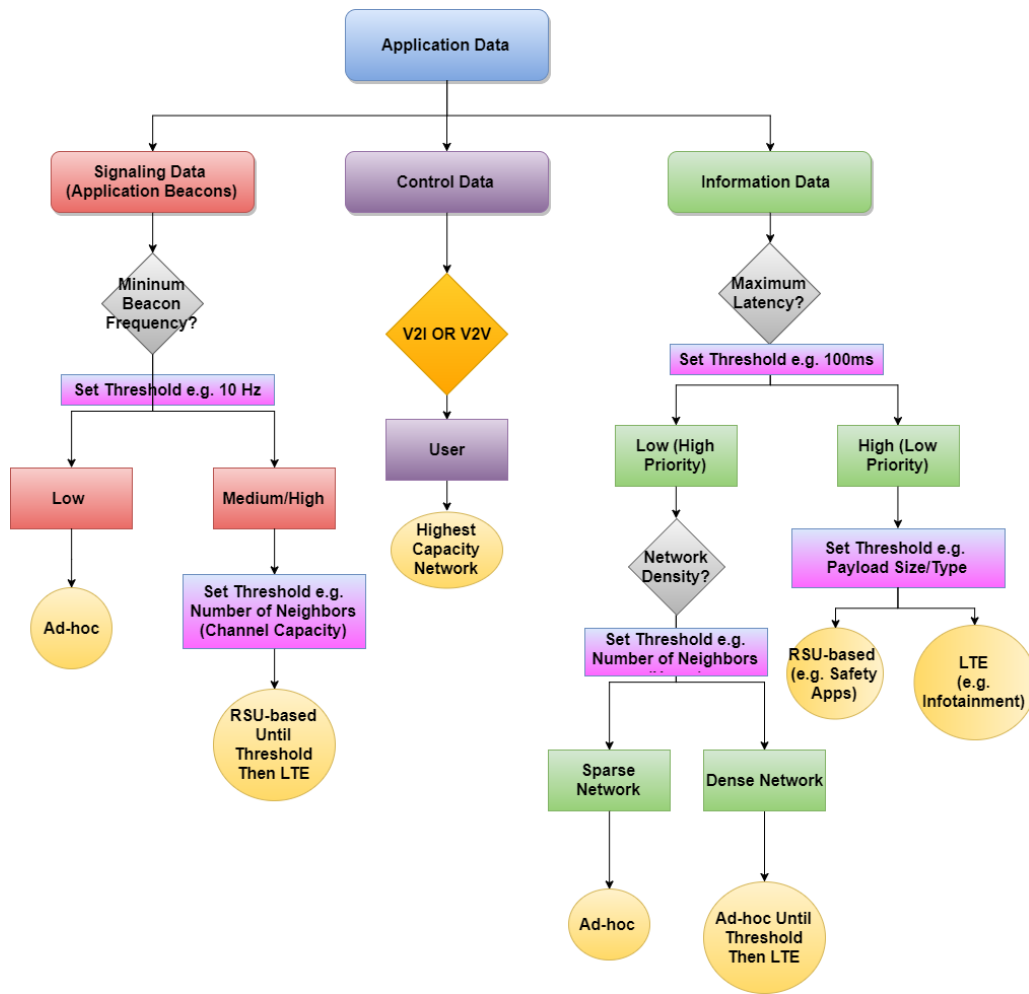 Application Data
Signaling Data
(Application Beacons)
Control Data
Information Data
Mininum
Beacon
Frequency?
V2I OR V2V
Maximum
Latency?
Set Threshold e.g. 10 Hz
Set Threshold e.g. 100ms
Low
Medium/High
User
Low (High
Priority)
High (Low
Priority)
Highest
Capacity
Network
Network
Density?
Set Threshold e.g.
Payload Size/Type
Ad-hoc
Set Threshold e.g.
Number of Neighbors
(Channel Capacity)
Set Threshold e.g.
Number of Neighbors
RSU-based
(e.g. Safety
Apps)
LTE
(e.g.
Infotainment)
RSU-based
Until
Threshold
Then LTE
Sparse
Network
Dense Network
Ad-hoc
Ad-hoc Until
Threshold
Then LTE